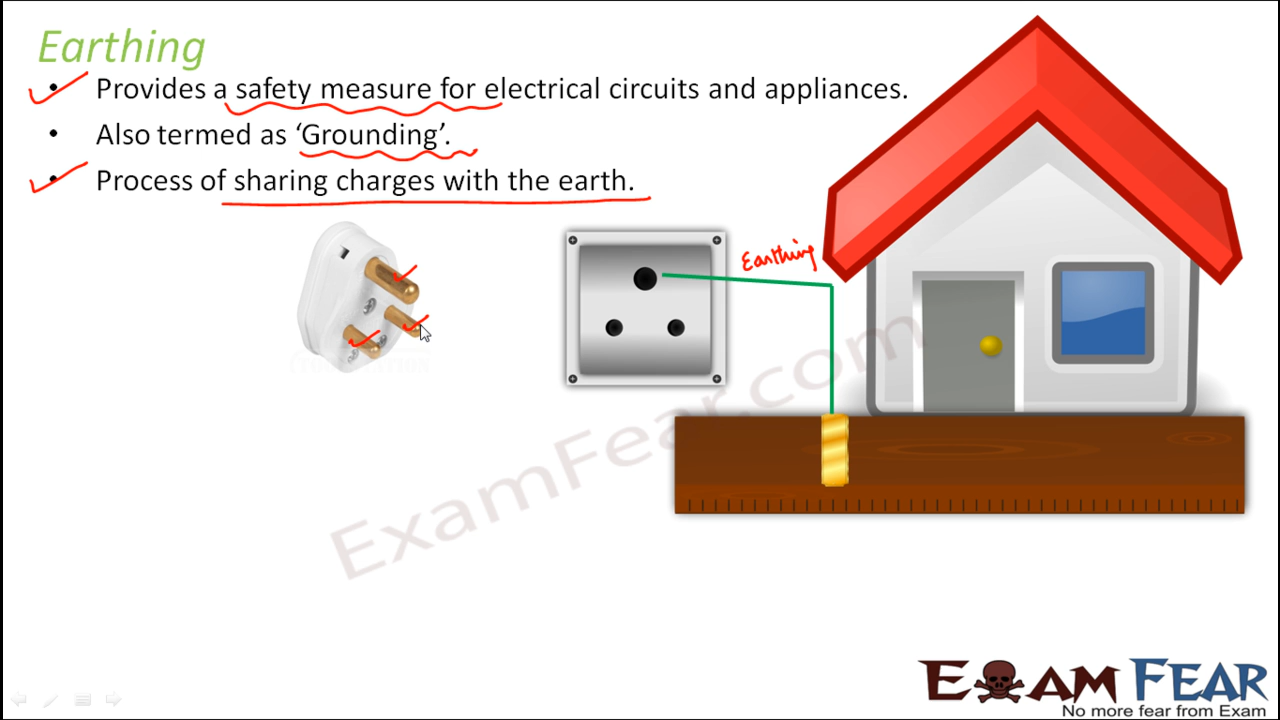 Earthing
• Provides a safety measure for electrical circuits and appliances.
• Also termed as ‘Grounding’.
• Process of sharing charges with the earth.
Earthing
ExamFear.com
EXAM FEAR
No more fear from Exam